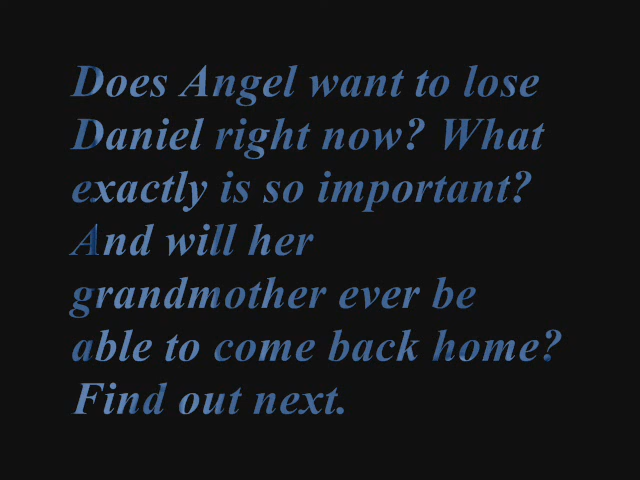 Does Angel want to lose
Daniel right now? What
exactly is so important?
And will her
grandmother ever be
able to come back home?
Find out next.